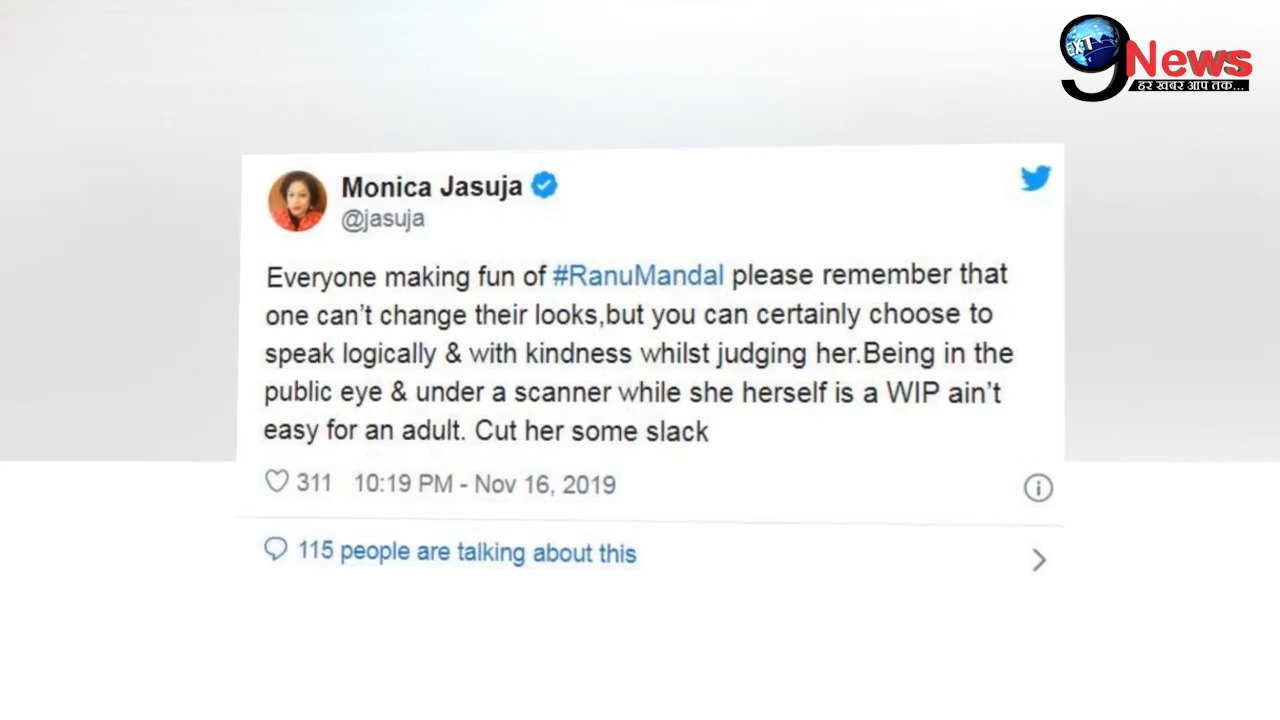 EXT
9News
हर खबर आप तक...
Monica Jasuja
@jasuja
Everyone making fun of #RanuMandal please remember that
one can't change their looks,but you can certainly choose to
speak logically & with kindness whilst judging her.Being in the
public eye & under a scanner while she herself is a WIP ain't
easy for an adult. Cut her some slack
311 10:19 PM - Nov 16, 2019
115 people are talking about this